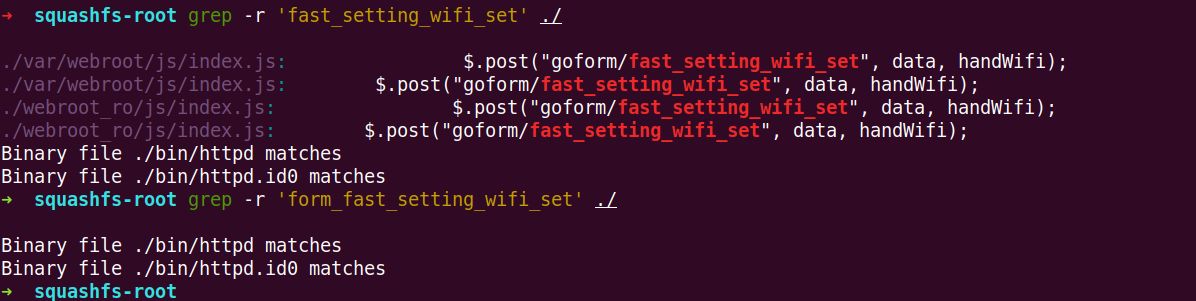 ➜  squashfs-root grep -r 'fast_setting_wifi_set' ./
./var/webroot/js/index.js:                $.post("goform/fast_setting_wifi_set", data, handWifi);
./var/webroot/js/index.js:        $.post("goform/fast_setting_wifi_set", data, handWifi);
./webroot_ro/js/index.js:                $.post("goform/fast_setting_wifi_set", data, handWifi);
./webroot_ro/js/index.js:        $.post("goform/fast_setting_wifi_set", data, handWifi);
Binary file ./bin/httpd matches
Binary file ./bin/httpd.id0 matches
➜  squashfs-root grep -r 'form_fast_setting_wifi_set' ./
Binary file ./bin/httpd matches
Binary file ./bin/httpd.id0 matches
➜  squashfs-root